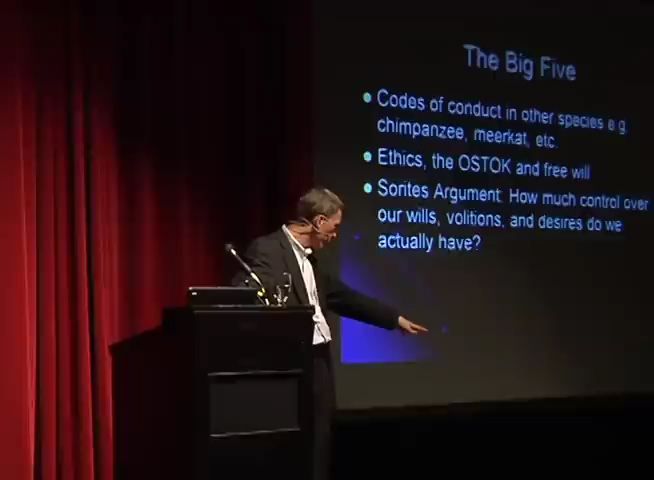 The Big Five
Codes of conduct in other species e.g.
chimpanzee, meerkat, etc.
Ethics, the OSTOK and free will
Sorites Argument: How much control over
our wills, volitions, and desires do we
actually have?